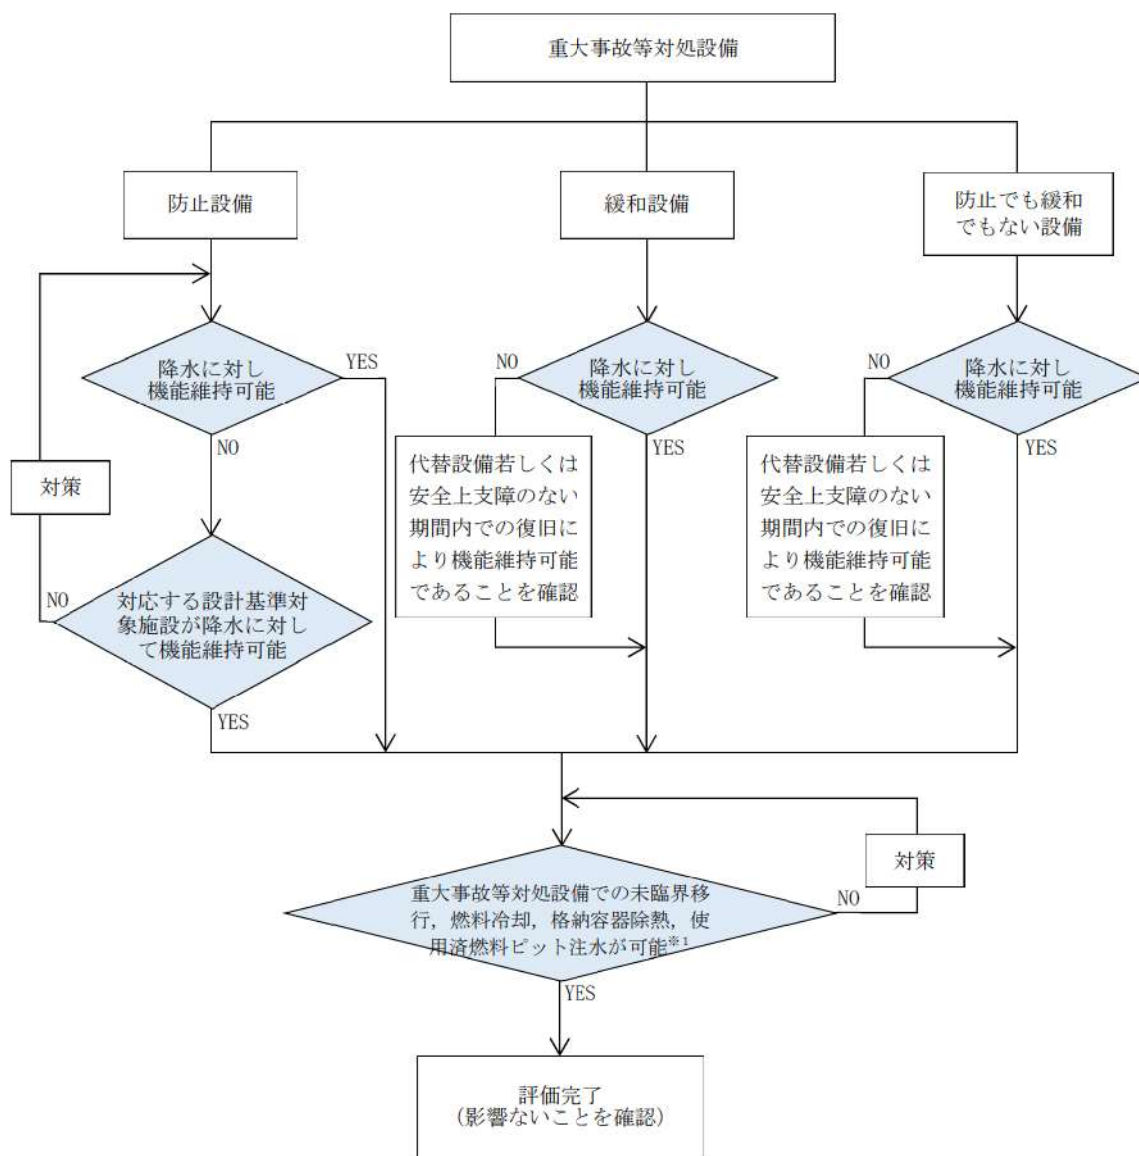 重大事故等対処設備
防止設備
緩和設備
防止でも緩和
でもない設備
降水に対し
機能維持可能
YES
NO
降水に対し
機能維持可能
NO
YES
降水に対し
機能維持可能
NO
YES
対策
代替設備若しくは
安全上支障のない
期間内での復旧に
より機能維持可能
であることを確認
代替設備若しくは
安全上支障のない
期間内での復旧に
より機能維持可能
であることを確認
対応する設計基準対
象施設が降水に対し
て機能維持可能
NO
YES
対策
重大事故等対処設備での未臨界移
行，燃料冷却，格納容器除熱，使
用済燃料ピット注水が可能※1
NO
YES
評価完了
(影響ないことを確認)